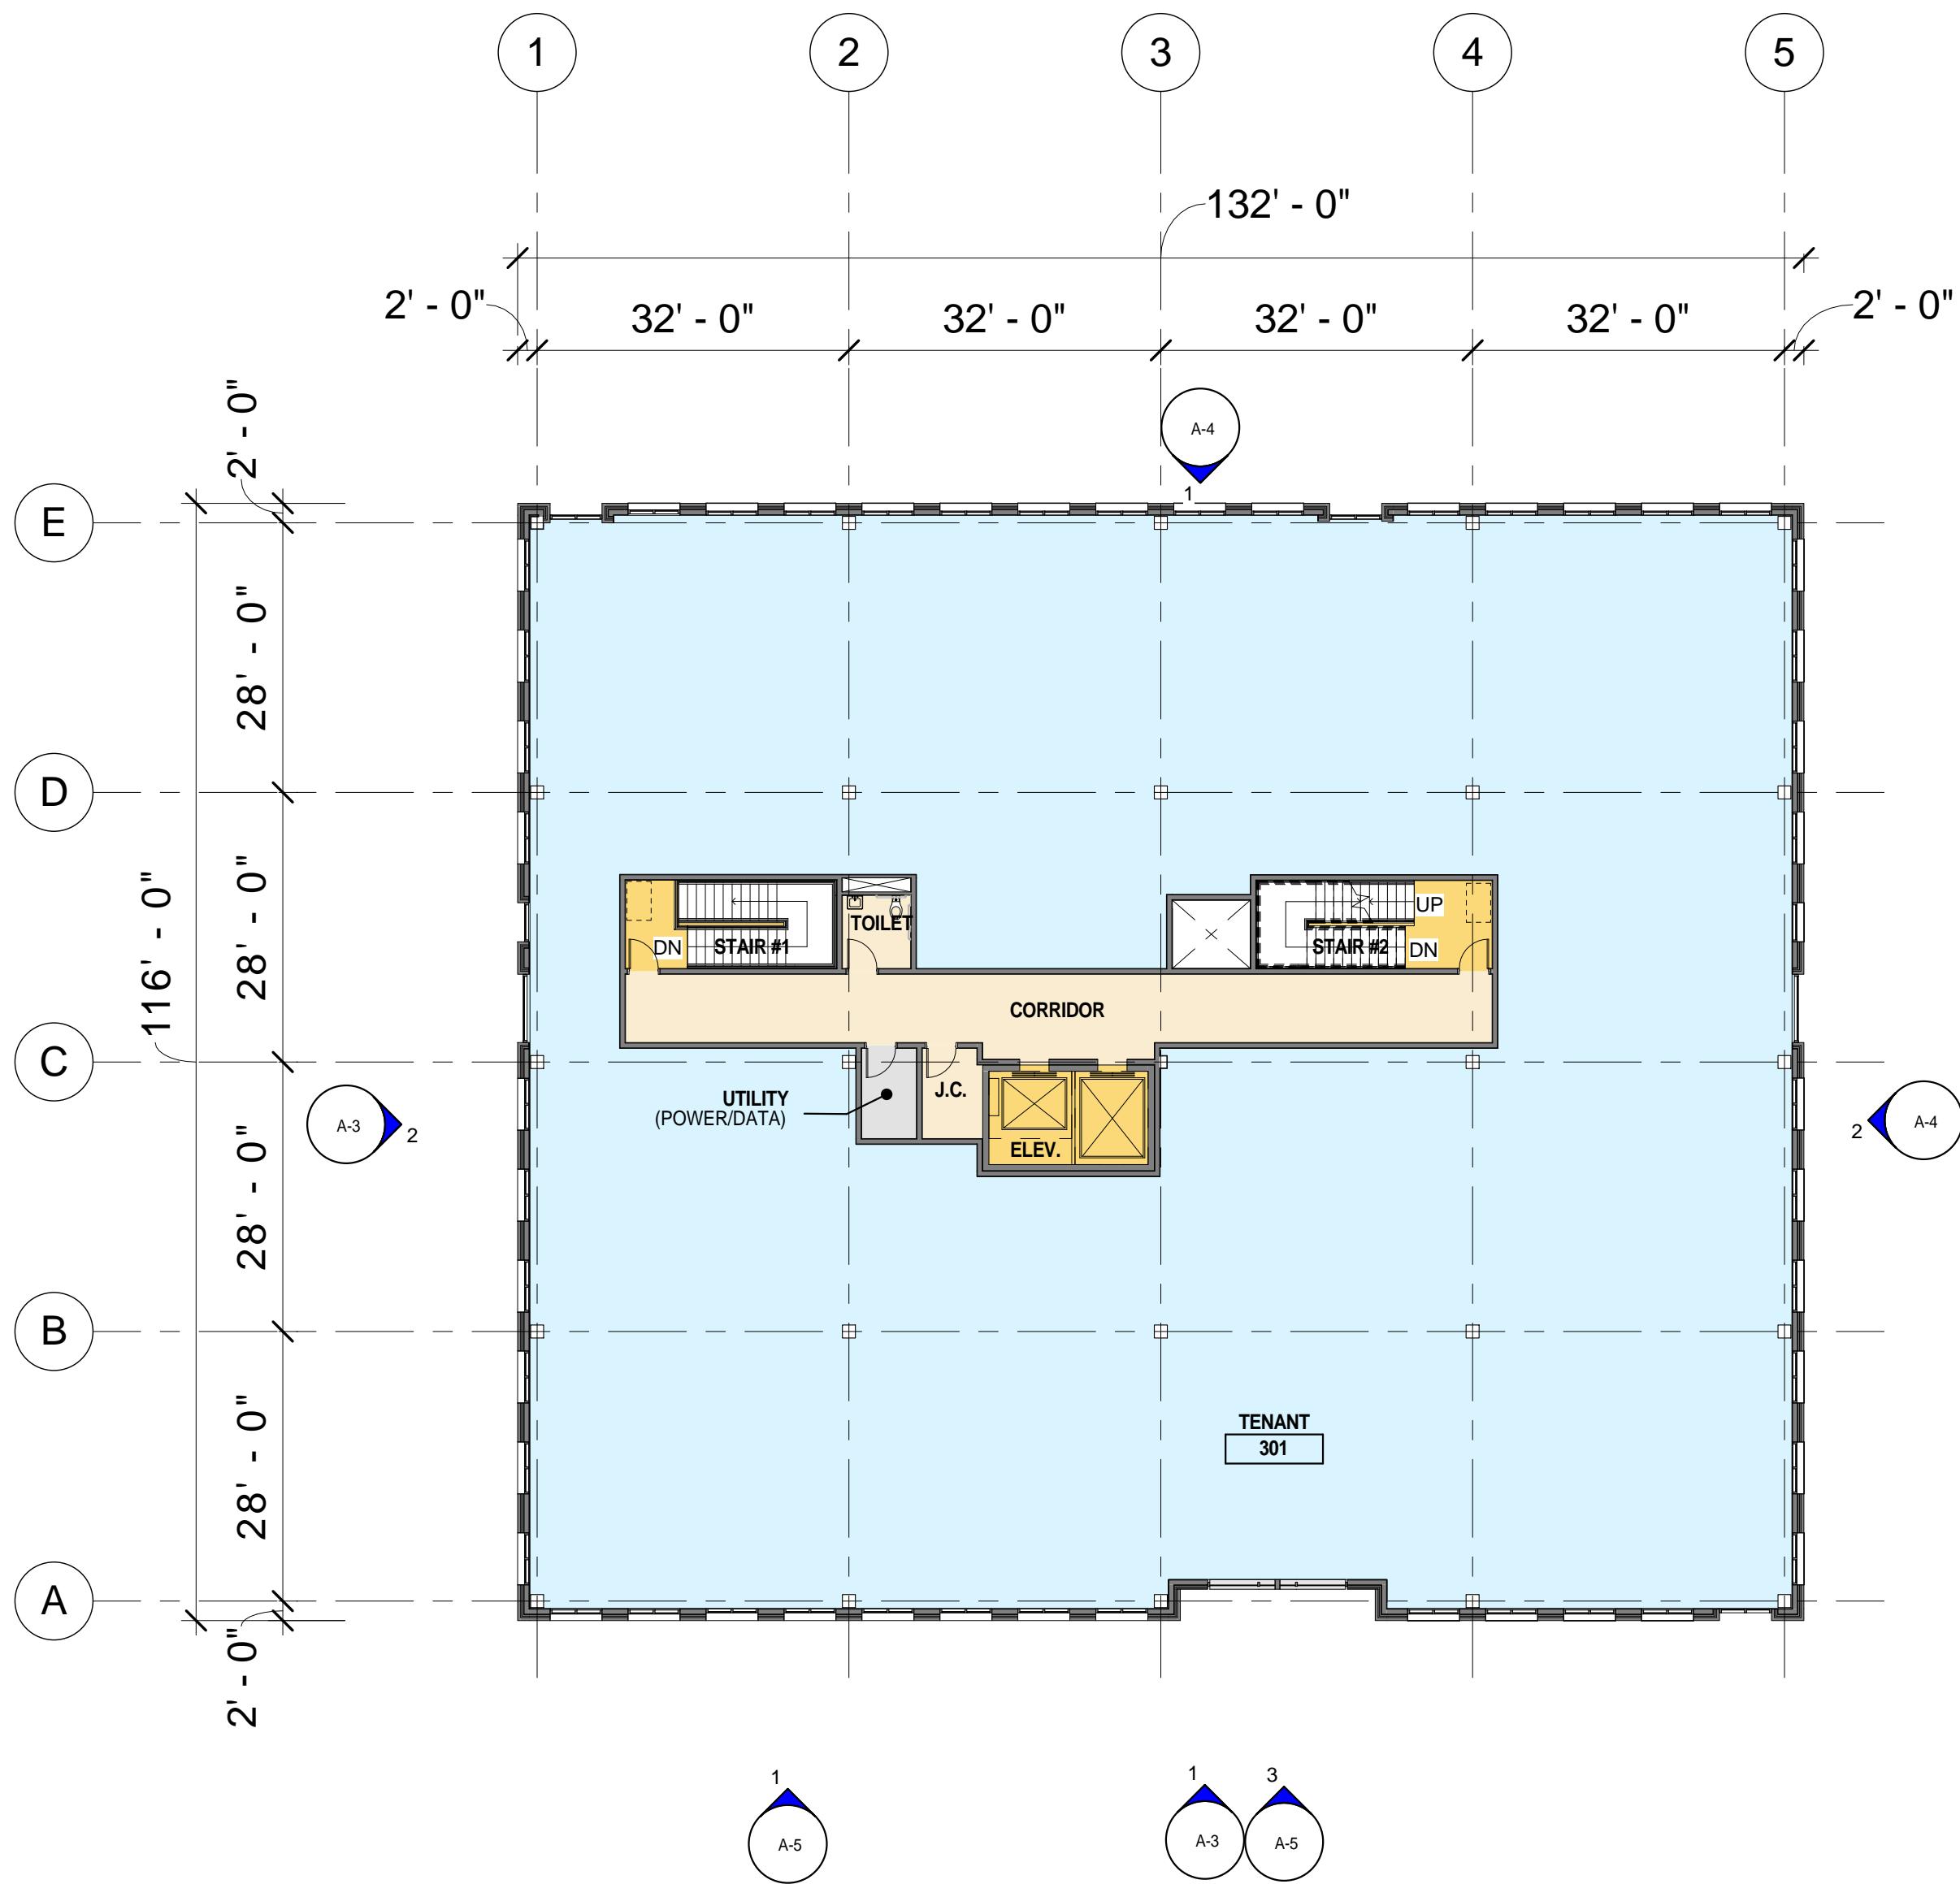 1
2
3
4
5
132' - 0"
2' - 0"
32' - 0"
32' - 0"
32' - 0"
32' - 0"
2' - 0"
2' - 0"
A-4
1
E
28' - 0"
D
28' - 0"
116' - 0"
UP
TOILET
DN
STAIR #1
STAIR #2
DN
CORRIDOR
C
UTILITY
(POWER/DATA)
J.C.
ELEV.
A-3
2
2
A-4
28' - 0"
B
TENANT
301
28' - 0"
A
2' - 0"
1
A-5
1
A-3
3
A-5